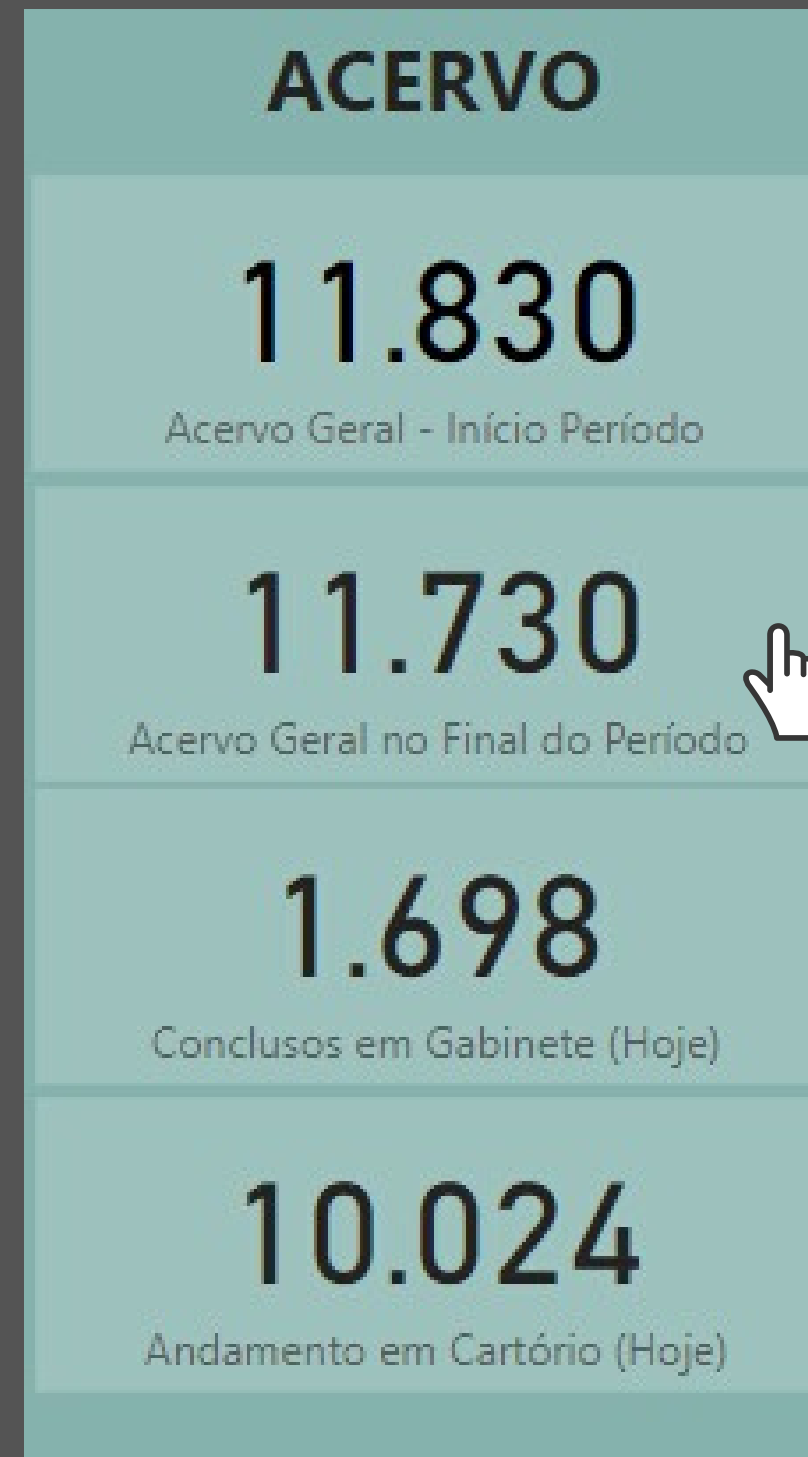 ACERVO
11.830
Acervo Geral - Início Período
11.730
Acervo Geral no Final do Período
1.698
Conclusos em Gabinete (Hoje)
10.024
Andamento em Cartório (Hoje)